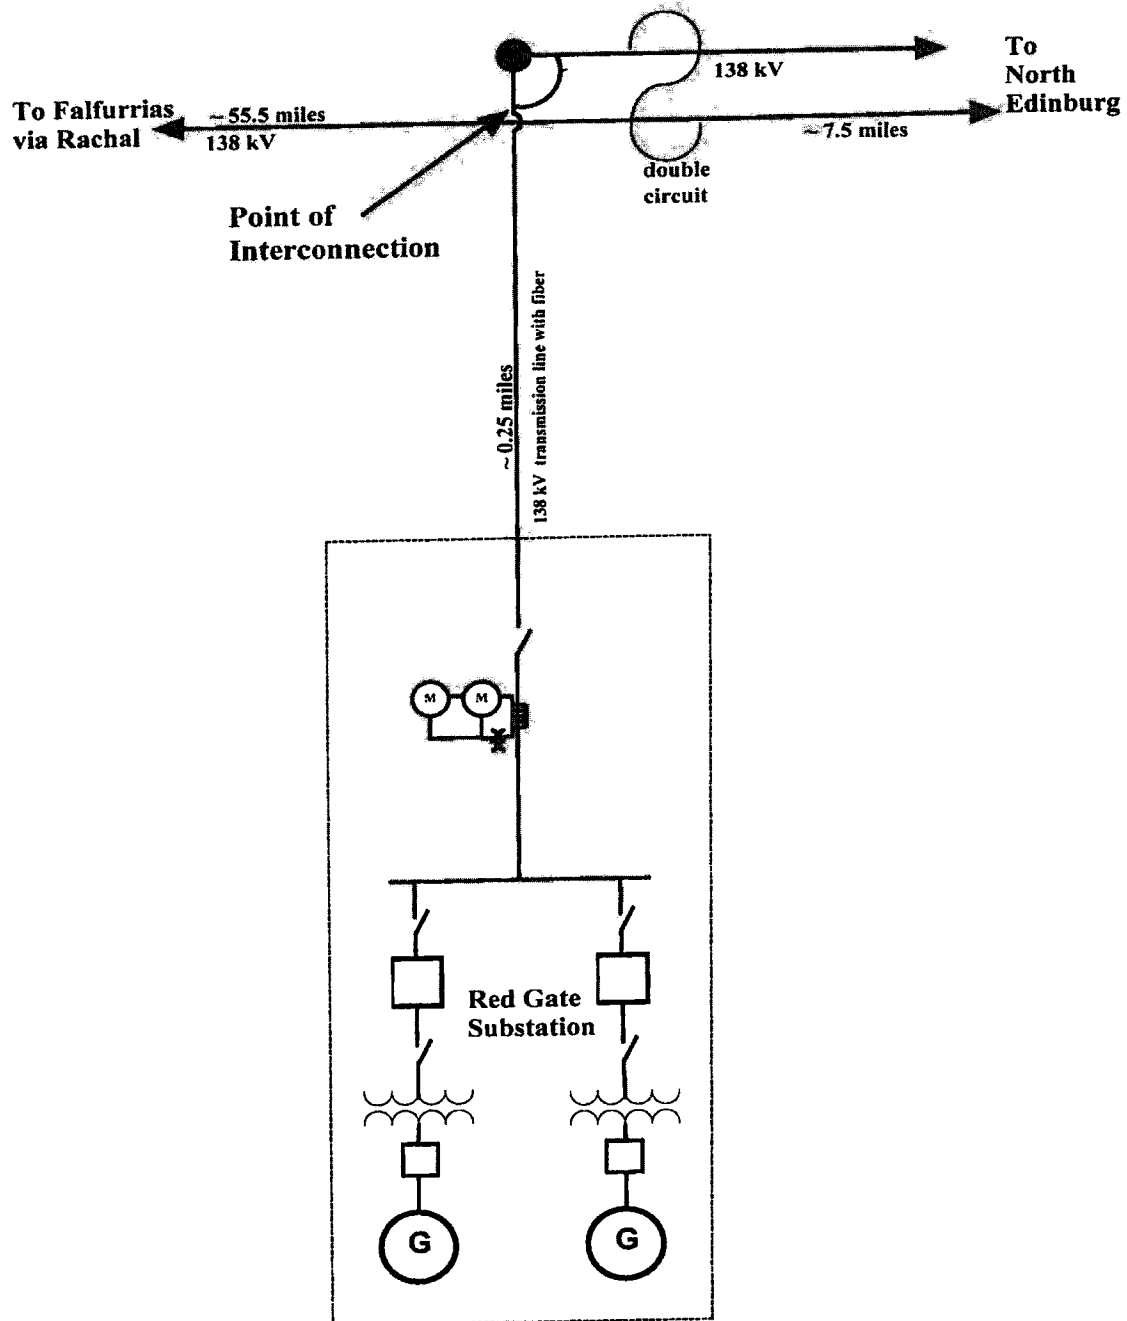 To
North
Edinburg
138 kV
To Falfurrias
via Rachal
~ 55.5 miles
138 kV
~ 7.5 miles
double
circuit
Point of
Interconnection
~ 0.25 miles
138 kV transmission line with fiber
M
M
Red Gate
Substation
G
G